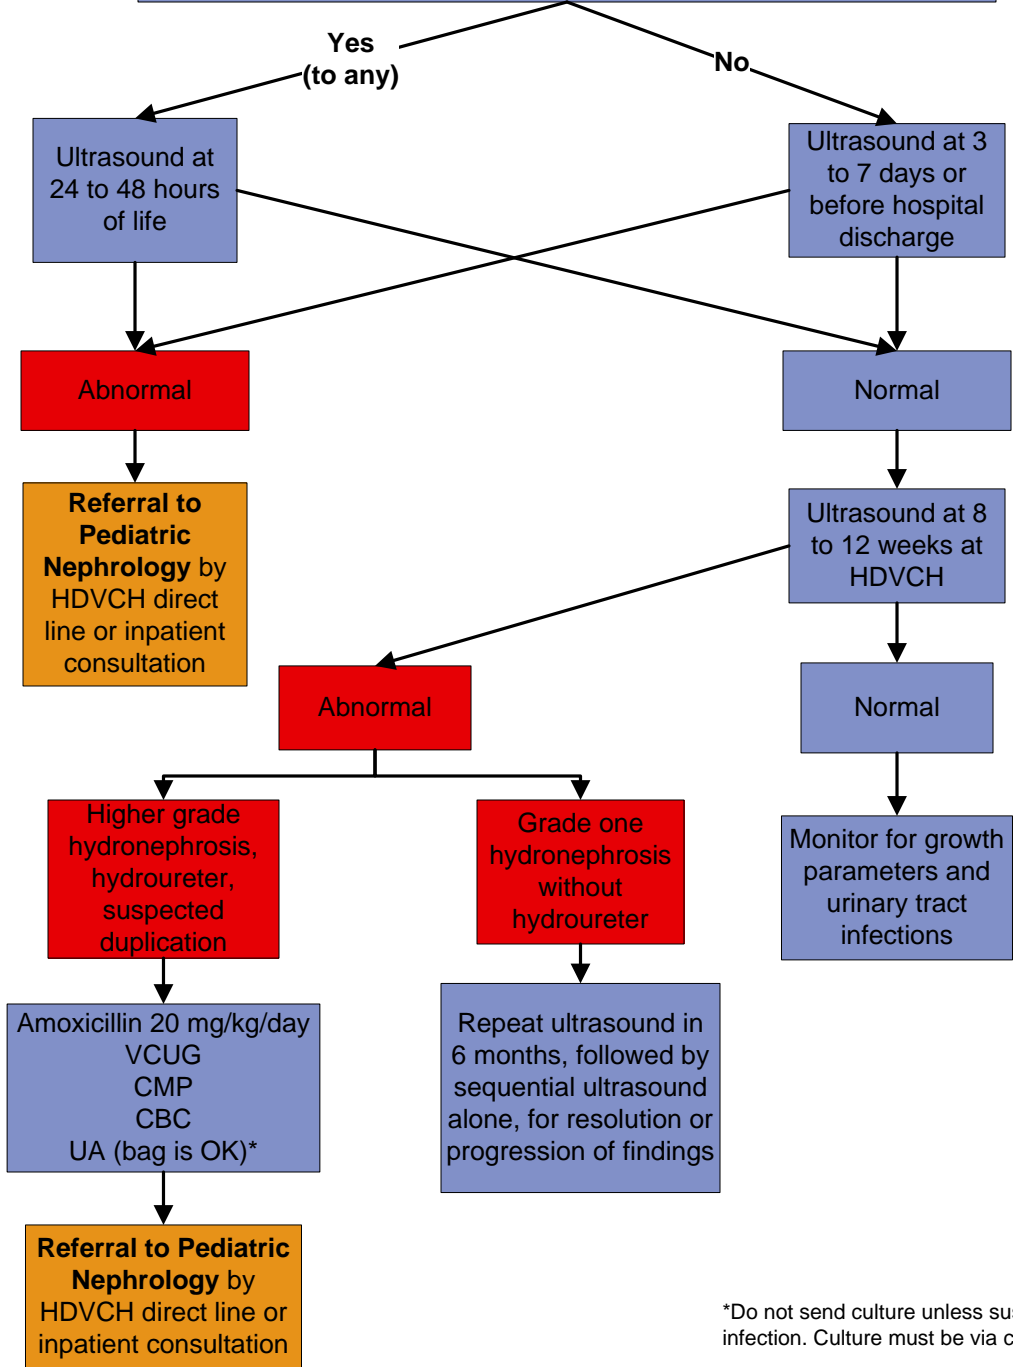 Yes
(to any)
No
Ultrasound at
24 to 48 hours
of life
Ultrasound at 3
to 7 days or
before hospital
discharge
Abnormal
Normal
Referral to
Pediatric
Nephrology by
HDVCH direct
line or inpatient
consultation
Ultrasound at 8
to 12 weeks at
HDVCH
Abnormal
Normal
Higher grade
hydronephrosis,
hydroureter,
suspected
duplication
Grade one
hydronephrosis
without
hydroureter
Monitor for growth
parameters and
urinary tract
infections
Amoxicillin 20 mg/kg/day
VCUG
CMP
CBC
UA (bag is OK)*
Repeat ultrasound in
6 months, followed by
sequential ultrasound
alone, for resolution or
progression of findings
Referral to Pediatric
Nephrology by
HDVCH direct line or
inpatient consultation
*Do not send culture unless
infection. Culture must be via